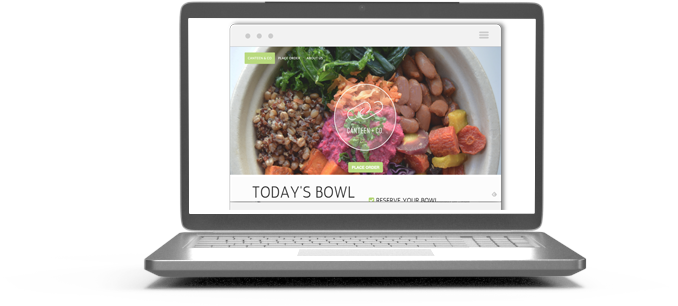 CANTEEN & CO PLACE ORDER ABOUT US
CANTEEN + CO
PLACE ORDER
TODAY'S BOWL
RESERVE YOUR BOWL